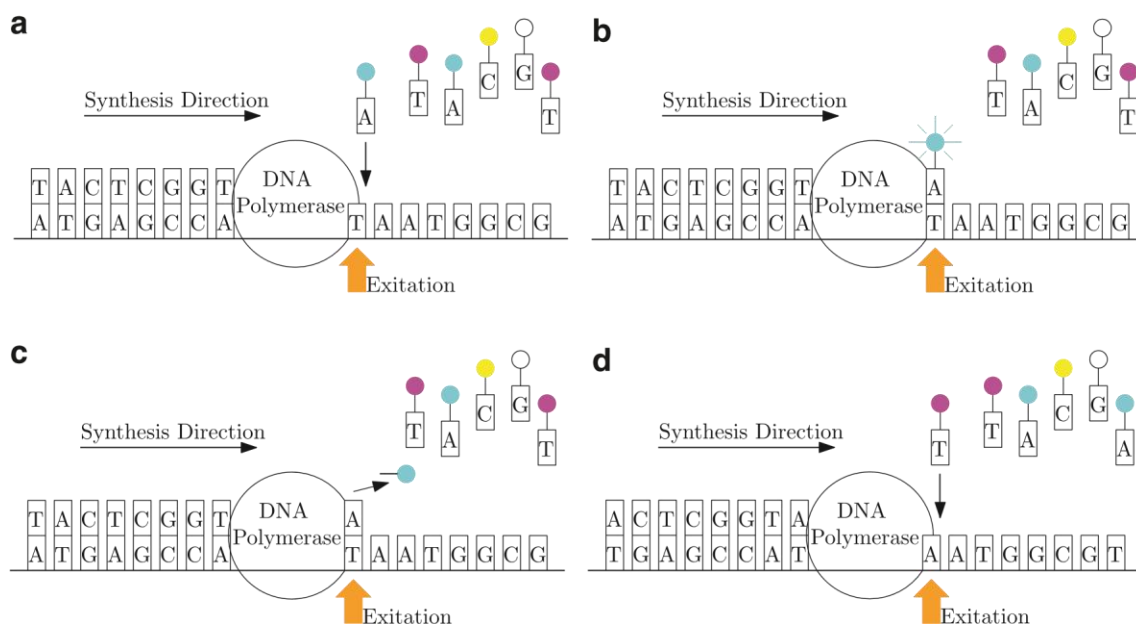 a
A T A C G T
Synthesis Direction
DNA
Polymerase
T A C T C G G T
A T G A G C C A T A A T G G C G
Exitation
b
T A C G T
Synthesis Direction
DNA
Polymerase
T A C T C G G T A
A T G A G C C A T A A T G G C G
Exitation
c
T A C G T
Synthesis Direction
DNA
Polymerase
T A C T C G G T A
A T G A G C C A T A A T G G C G
Exitation
d
T T A C G A
Synthesis Direction
DNA
Polymerase
A C T C G G T A
T G A G C C A T A A T G G C G T
Exitation